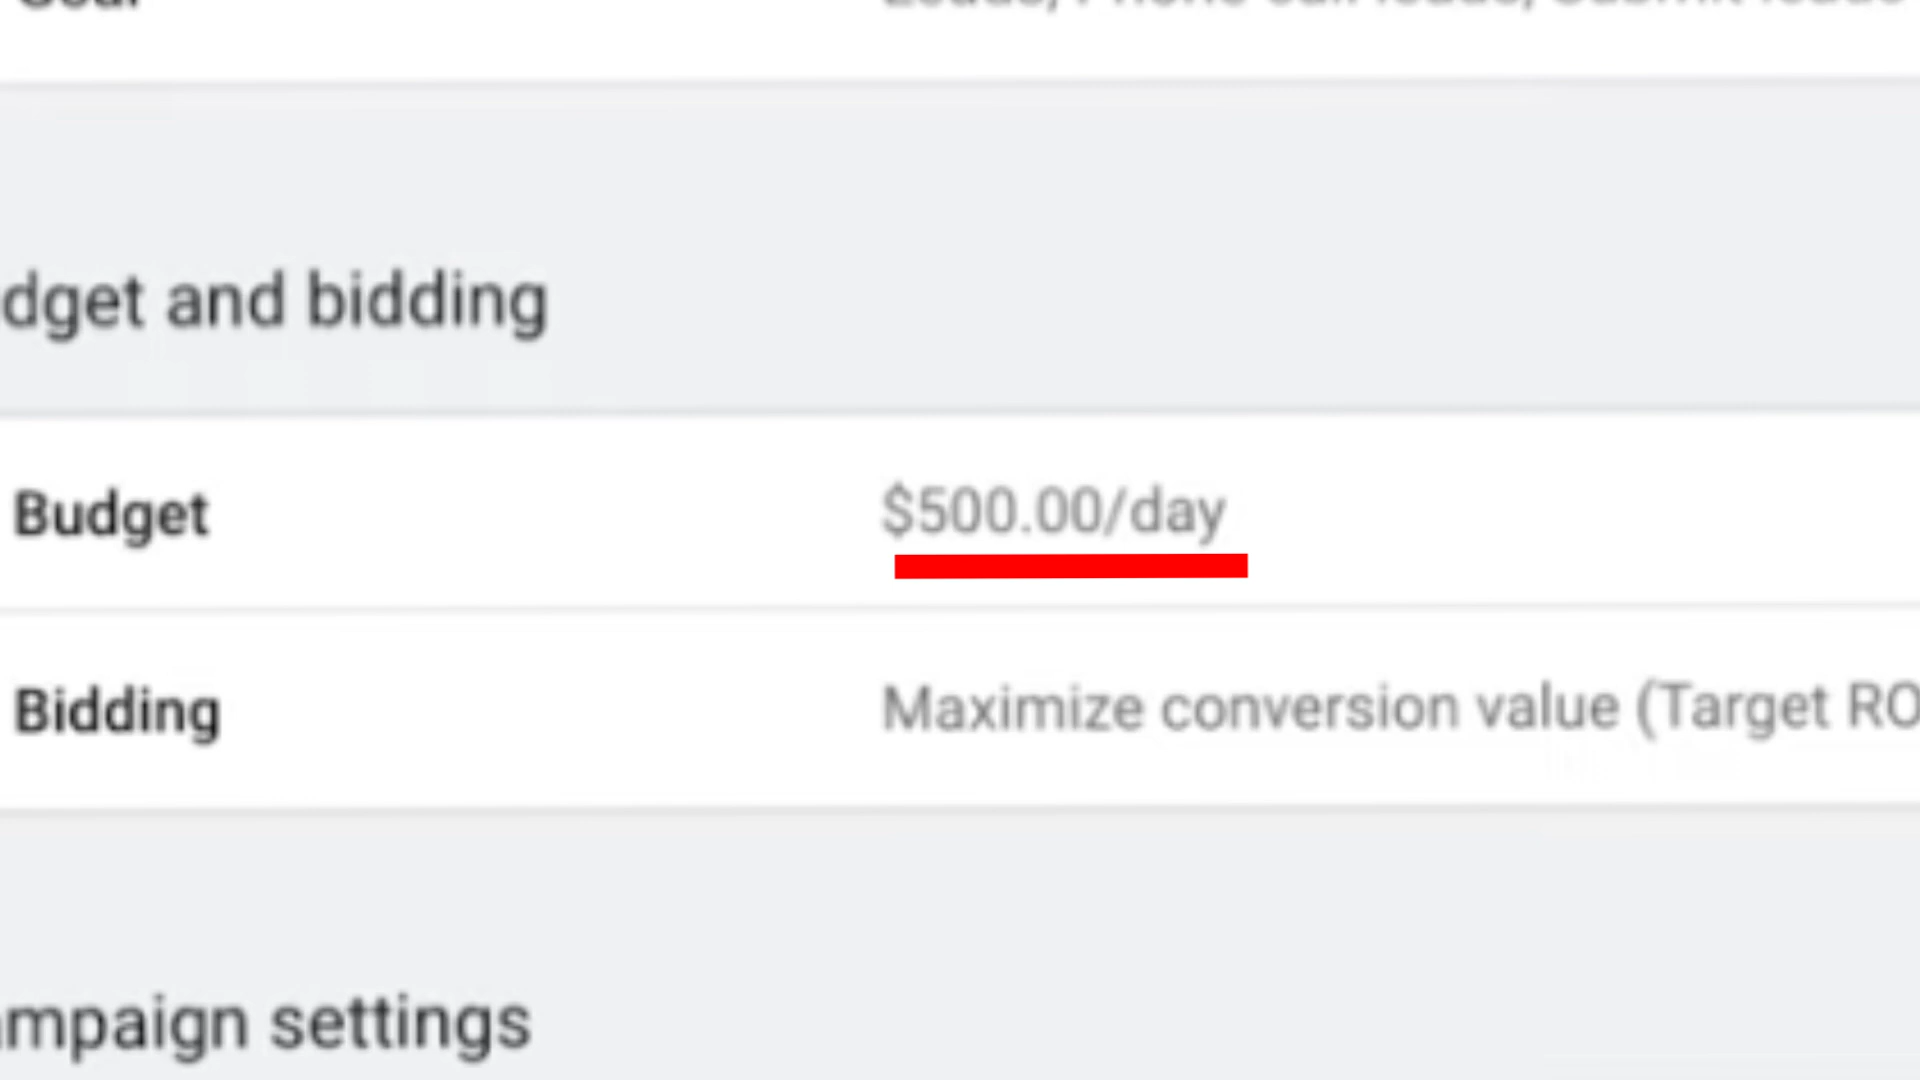 dget and bidding
Budget
$500.00/day
Bidding
Maximize conversion value (Target RO
mpaign settings